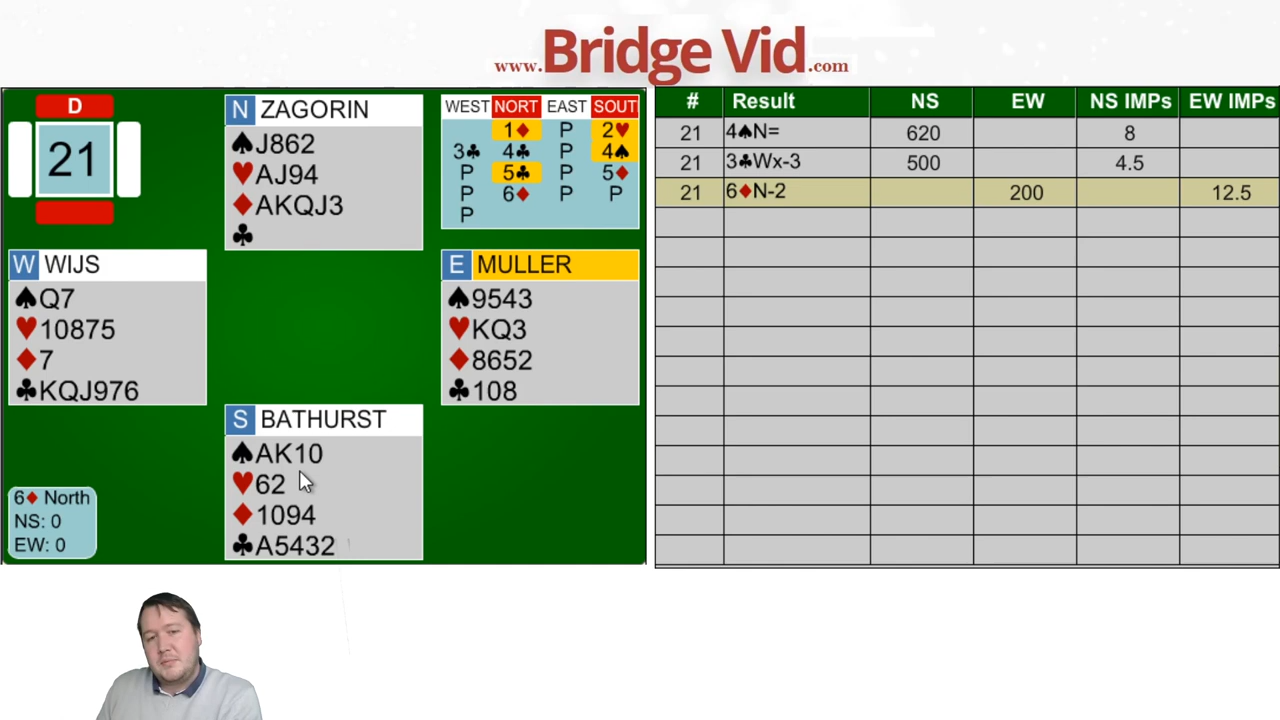 www.Bridge Vid.com
D
21
N ZAGORIN
♠J862
♥AJ94
♦AKQJ3
♣
WEST NORT EAST SOUT
1♦ P 2♥
3♣ 4♣ P 4♠
P 5♣ P 5♦
P 6♦ P P
P
W WIJS
♠Q7
♥10875
♦7
♣KQJ976
E MULLER
♠9543
♥KQ3
♦8652
♣108
S BATHURST
♠AK10
♥62
♦1094
♣A5432
6♦ North
NS: 0
EW: 0
# Result NS EW NS IMPs EW IMPs
21 4♠N= 620 8
21 3♣Wx-3 500 4.5
21 6♦N-2 200 12.5